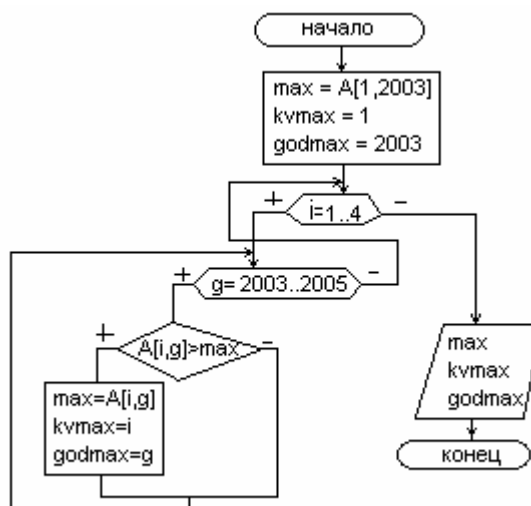 начало
max = A[1,2003]
kvmax = 1
godmax = 2003
+
i=1..4
-
+
g= 2003..2005
-
+
A[i,g]>max
-
max=A[i,g]
kvmax=i
godmax=g
max
kvmax
godmax
конец